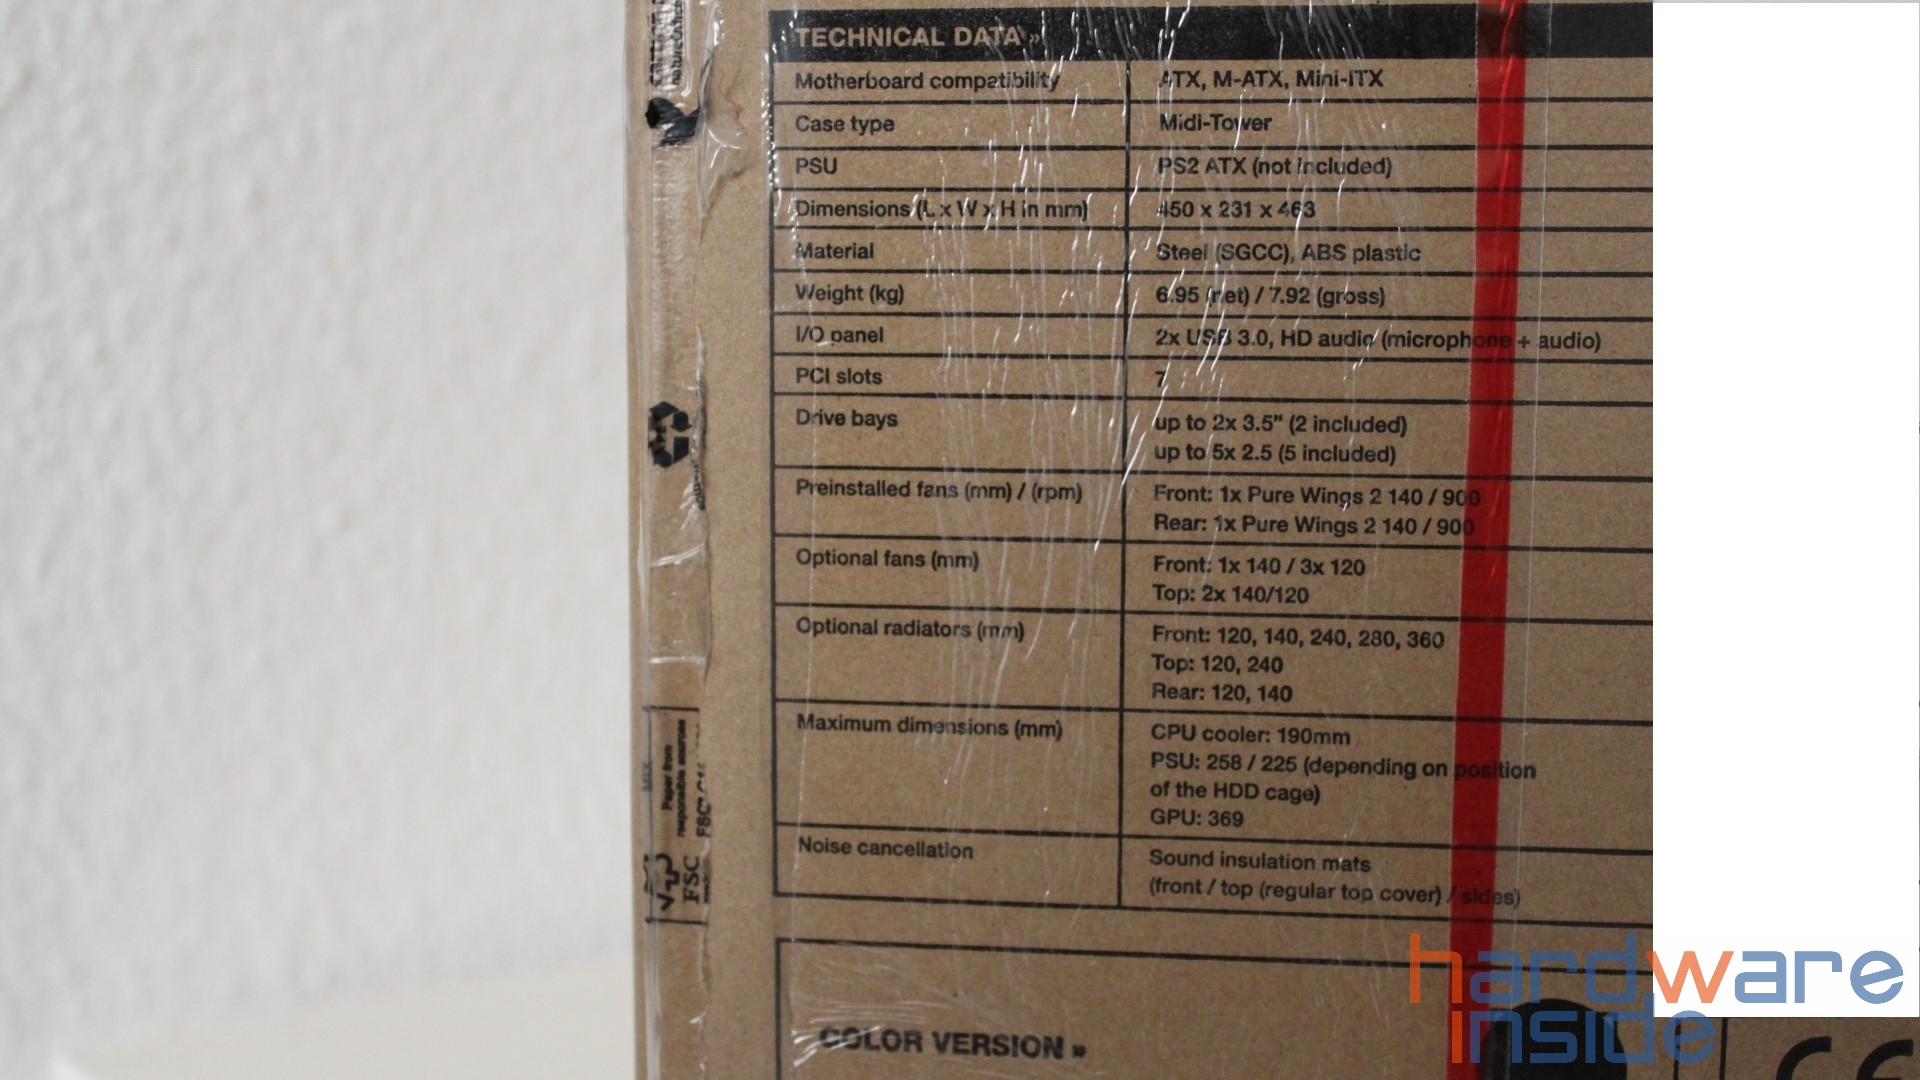 TECHNICAL DATA »
Motherboard compatibility ATX, M-ATX, Mini-ITX
Case type Midi-Tower
PSU PS2 ATX (not included)
Dimensions (L x W x H in mm) 450 x 231 x 463
Material Steel (SGCC), ABS plastic
Weight (kg) 6.95 (net) / 7.92 (gross)
I/O panel 2x USB 3.0, HD audio (microphone + audio)
PCI slots 7
Drive bays up to 2x 3.5" (2 included)
up to 5x 2.5 (5 included)
Preinstalled fans (mm) / (rpm) Front: 1x Pure Wings 2 140 / 900
Rear: 1x Pure Wings 2 140 / 900
Optional fans (mm) Front: 1x 140 / 3x 120
Top: 2x 140/120
Optional radiators (mm) Front: 120, 140, 240, 280, 360
Top: 120, 240
Rear: 120, 140
Maximum dimensions (mm) CPU cooler: 190mm
PSU: 258 / 225 (depending on position
of the HDD cage)
GPU: 369
Noise cancellation Sound insulation mats
(front / top (regular top cover) / sides)
COLOR VERSION »
CE
MIX
Paper from
responsible sources
FSC
hardware
inside